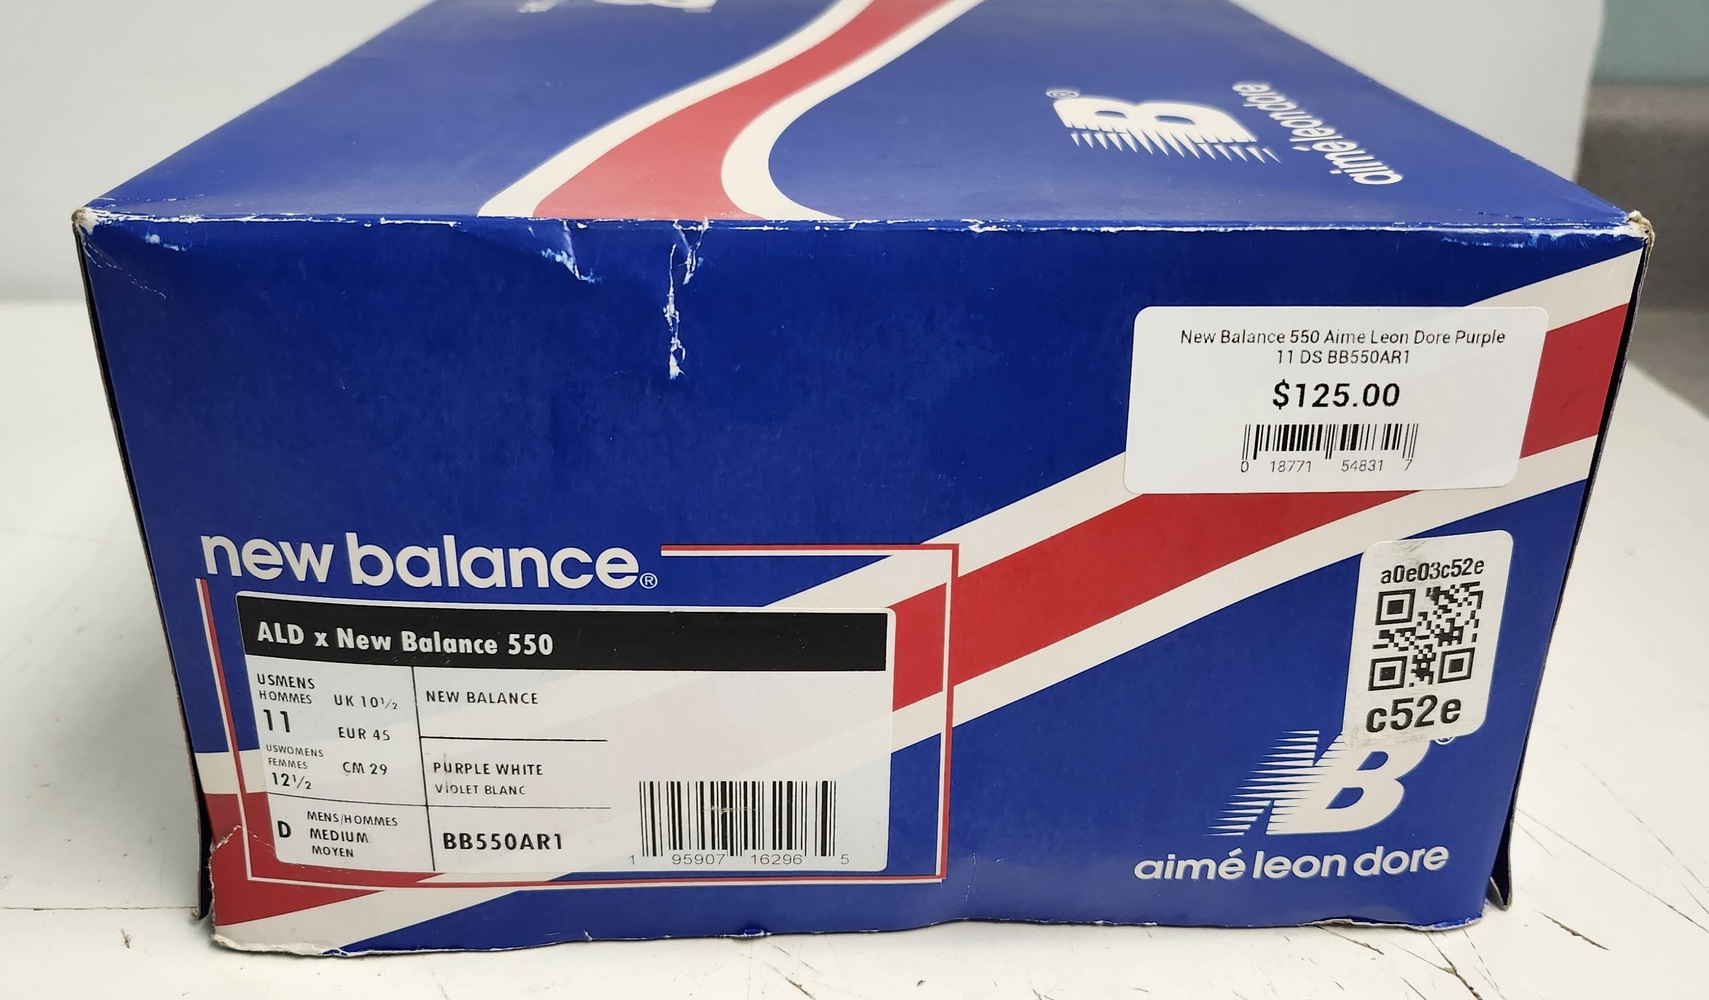 NB®
aimé leon dore
New Balance 550 Aime Leon Dore Purple
11 DS BB550AR1
$125.00
0 18771 54831 7
new balance®
ALD x New Balance 550
USMENS
HOMMES
11
UK 10½
EUR 45
USWOMENS
FEMMES
12½
CM 29
D
MENS/HOMMES
MEDIUM
MOYEN
NEW BALANCE
PURPLE WHITE
VIOLET BLANC
BB550AR1
1 95907 16296 5
a0e03c52e
c52e
NB®
aimé leon dore